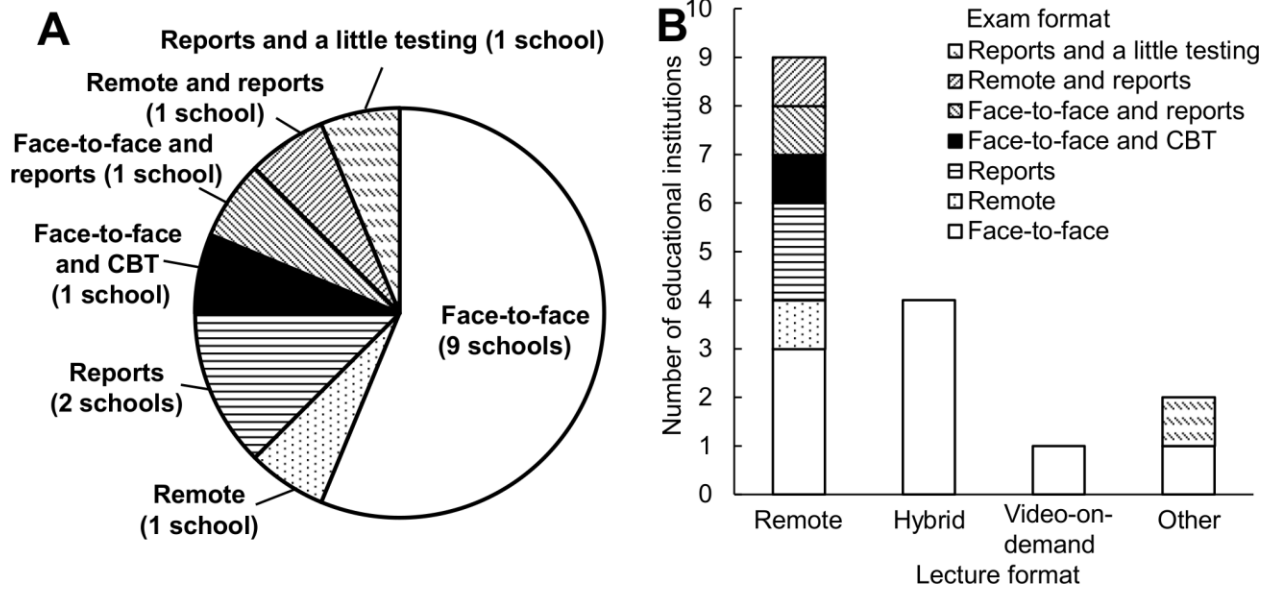 A
Reports and a little testing (1 school)
Remote and reports
(1 school)
Face-to-face and
reports (1 school)
Face-to-face
and CBT
(1 school)
Face-to-face
(9 schools)
Reports
(2 schools)
Remote
(1 school)
B
Number of educational institutions
10
9
8
7
6
5
4
3
2
1
0
Exam format
Reports and a little testing
Remote and reports
Face-to-face and reports
Face-to-face and CBT
Reports
Remote
Face-to-face
Remote
Hybrid
Video-on-
demand
Other
Lecture format